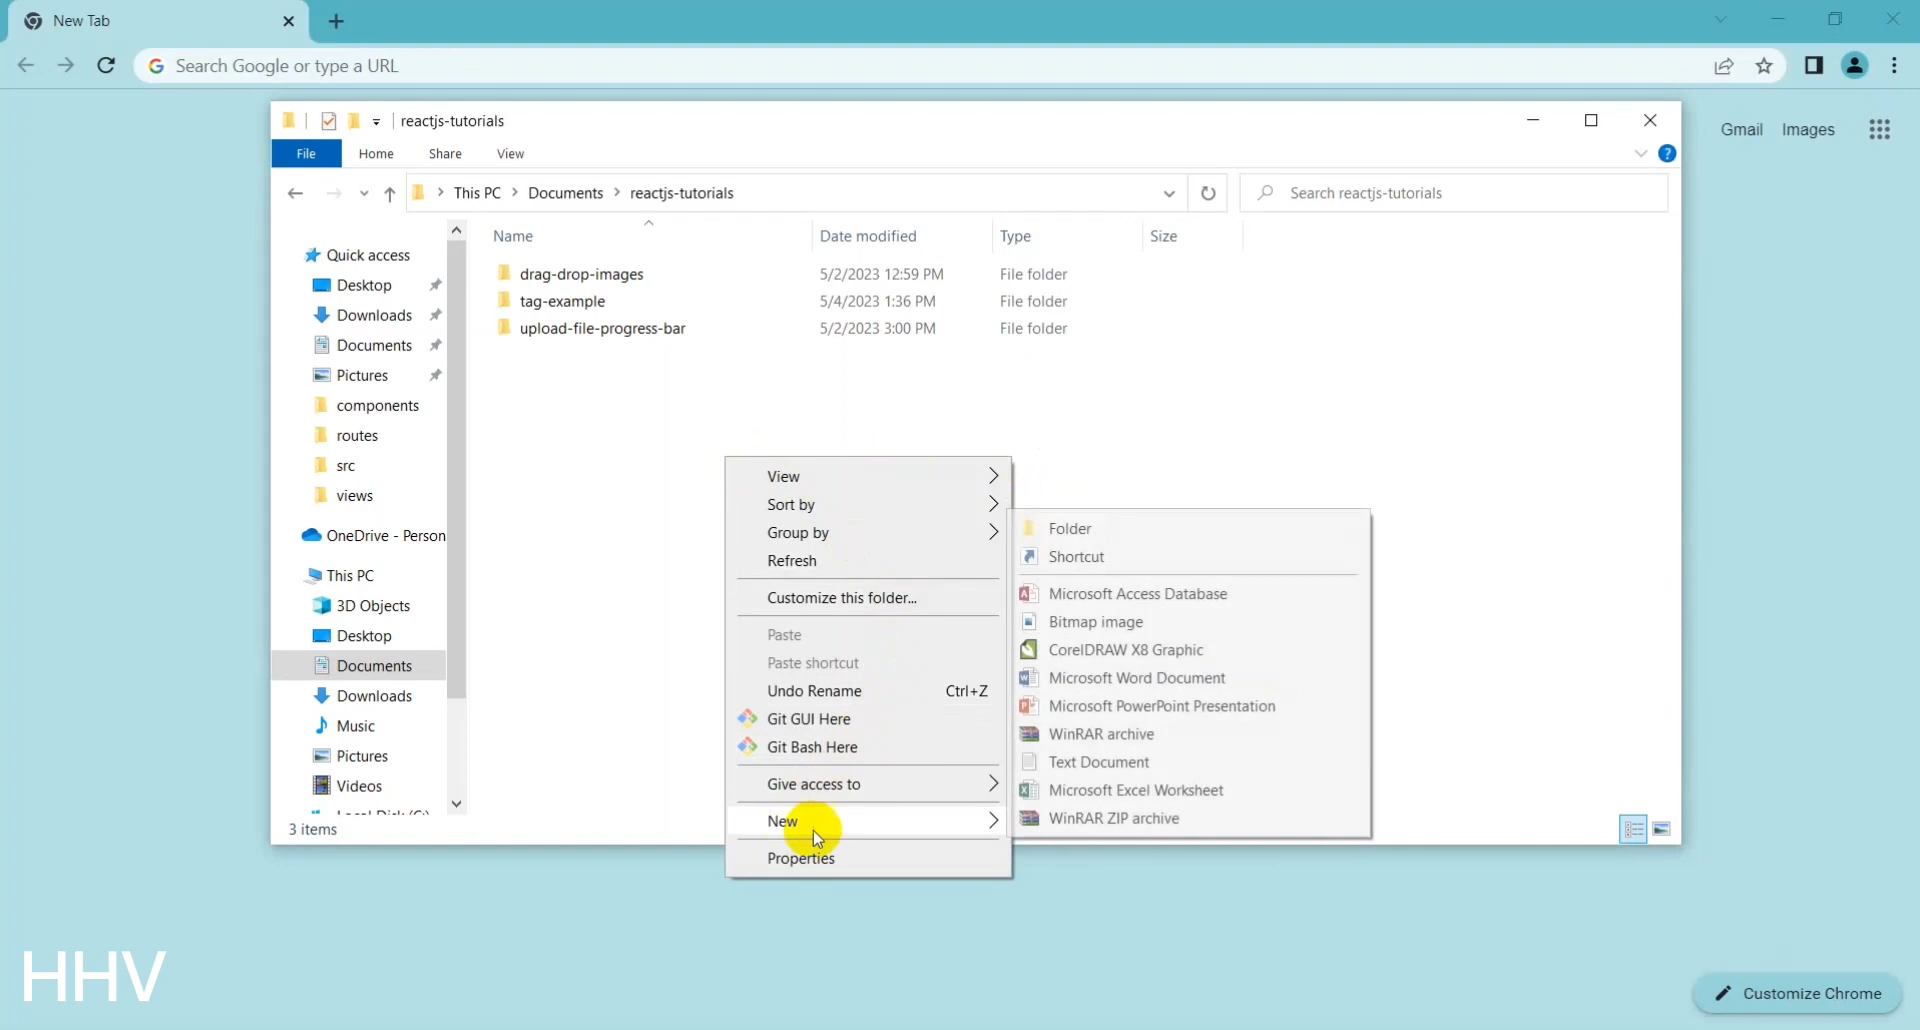 New Tab
Search Google or type a URL
Gmail Images
reactjs-tutorials
File Home Share View
This PC > Documents > reactjs-tutorials
Search reactjs-tutorials
Name Date modified Type Size
drag-drop-images 5/2/2023 12:59 PM File folder
tag-example 5/4/2023 1:36 PM File folder
upload-file-progress-bar 5/2/2023 3:00 PM File folder
Quick access
Desktop
Downloads
Documents
Pictures
components
routes
src
views
OneDrive - Person
This PC
3D Objects
Desktop
Documents
Downloads
Music
Pictures
Videos
3 items
View
Sort by
Group by
Refresh
Customize this folder...
Paste
Paste shortcut
Undo Rename Ctrl+Z
Git GUI Here
Git Bash Here
Give access to
New
Properties
Folder
Shortcut
Microsoft Access Database
Bitmap image
CorelDRAW X8 Graphic
Microsoft Word Document
Microsoft PowerPoint Presentation
WinRAR archive
Text Document
Microsoft Excel Worksheet
WinRAR ZIP archive
HHV
Customize Chrome